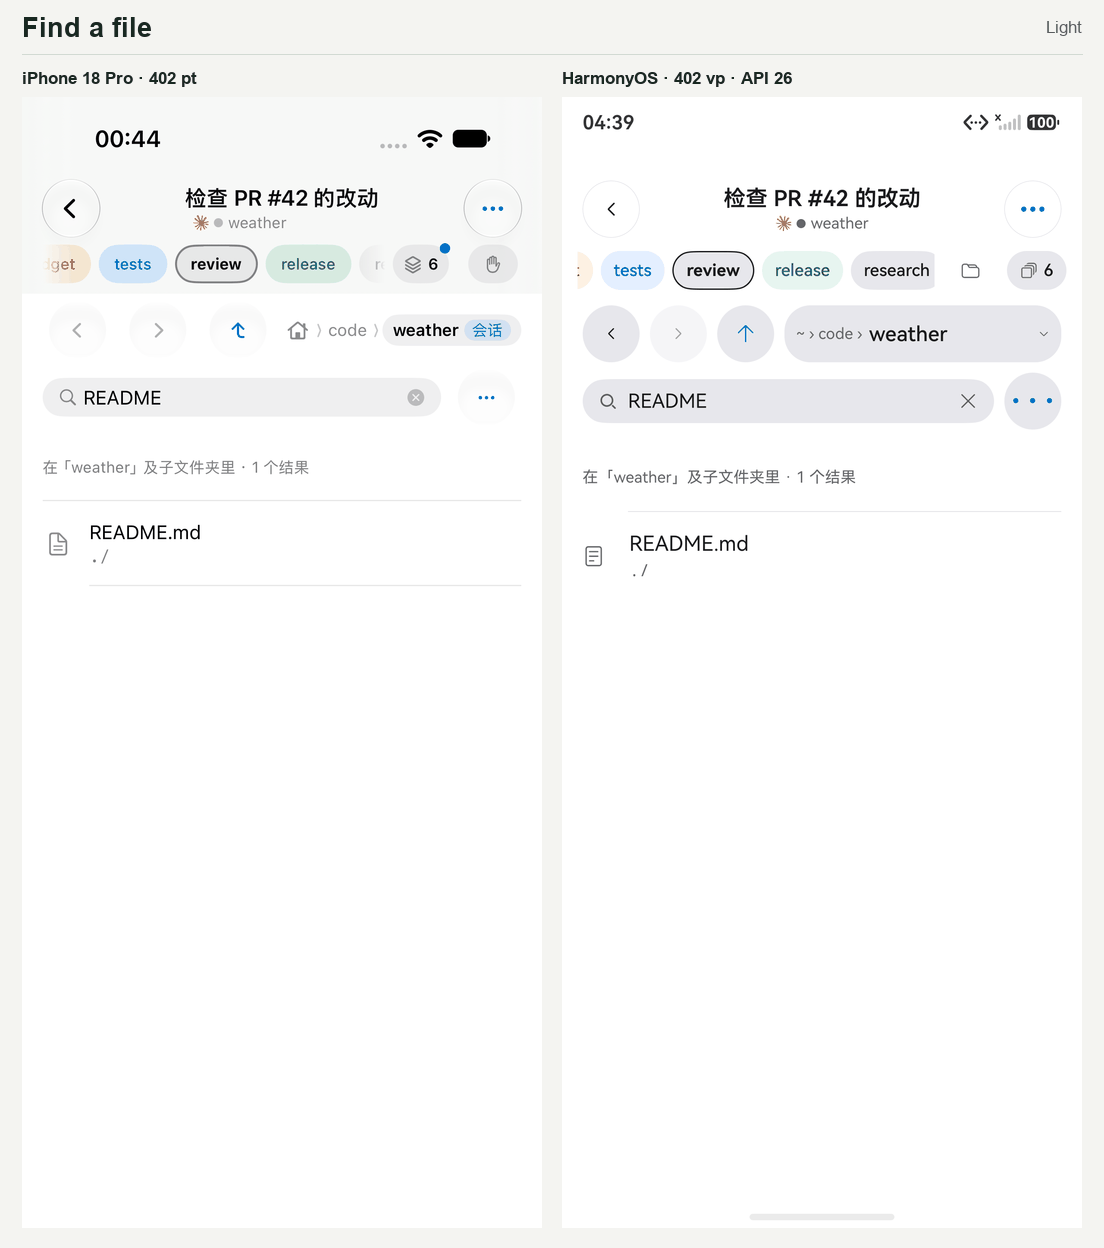 Find a file
Light
iPhone 18 Pro · 402 pt
HarmonyOS · 402 vp · API 26
00:44
检查 PR #42 的改动
weather
tests
review
release
6
code
weather
会话
README
在「weather」及子文件夹里 · 1 个结果
README.md
./
04:39
100
检查 PR #42 的改动
weather
tests
review
release
research
6
~ › code › weather
README
在「weather」及子文件夹里 · 1 个结果
README.md
./